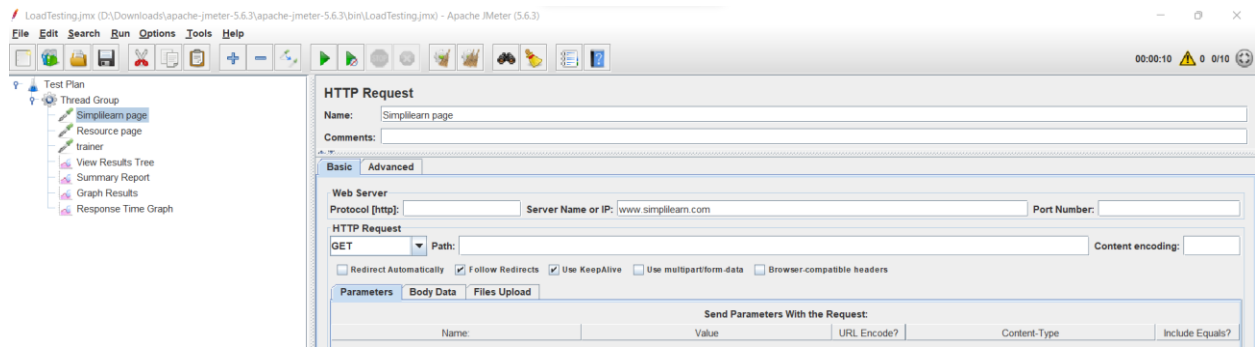 LoadTesting.jmx (D:\Downloads\apache-jmeter-5.6.3\apache-jmeter-5.6.3\bin\LoadTesting.jmx) - Apache JMeter (5.6.3)
File Edit Search Run Options Tools Help
00:00:10 0 0/10
Test Plan
Thread Group
Simplilearn page
Resource page
trainer
View Results Tree
Summary Report
Graph Results
Response Time Graph
HTTP Request
Name: Simplilearn page
Comments:
Basic Advanced
Web Server
Protocol [http]: Server Name or IP: www.simplilearn.com Port Number:
HTTP Request
GET Path: Content encoding:
Redirect Automatically Follow Redirects Use KeepAlive Use multipart/form-data Browser-compatible headers
Parameters Body Data Files Upload
Send Parameters With the Request:
Name: Value URL Encode? Content-Type Include Equals?